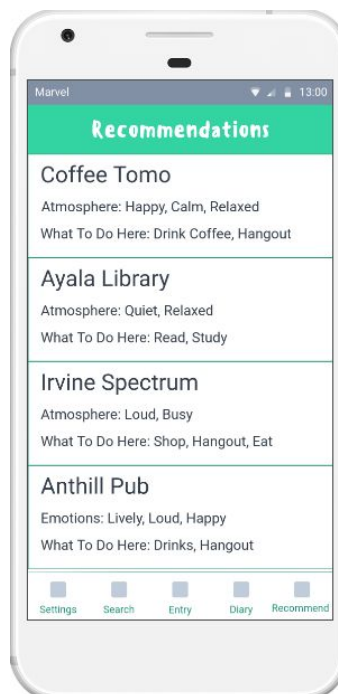 Marvel 13:00
Recommendations
Coffee Tomo
Atmosphere: Happy, Calm, Relaxed
What To Do Here: Drink Coffee, Hangout
Ayala Library
Atmosphere: Quiet, Relaxed
What To Do Here: Read, Study
Irvine Spectrum
Atmosphere: Loud, Busy
What To Do Here: Shop, Hangout, Eat
Anthill Pub
Emotions: Lively, Loud, Happy
What To Do Here: Drinks, Hangout
Settings Search Entry Diary Recommend